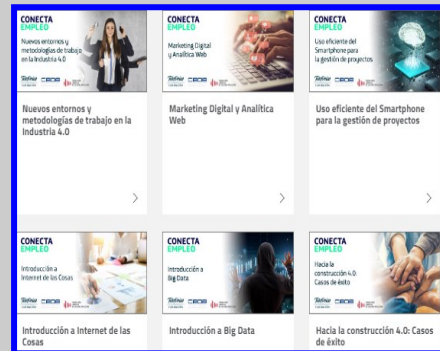 CONECTA
EMPLEO
Nuevos entornos y
metodologías de trabajo
en la Industria 4.0
CONECTA
EMPLEO
Marketing Digital
y Analítica Web
CONECTA
EMPLEO
Uso eficiente del
Smartphone para
la gestión de proyectos
Nuevos entornos y
metodologías de trabajo en la
Industria 4.0
Marketing Digital y Analítica
Web
Uso eficiente del Smartphone
para la gestión de proyectos
CONECTA
EMPLEO
Introducción a
Internet de las Cosas
CONECTA
EMPLEO
Introducción a
Big Data
CONECTA
EMPLEO
Hacia la
construcción 4.0:
Casos de éxito
Introducción a Internet de las
Cosas
Introducción a Big Data
Hacia la construcción 4.0: Casos
de éxito